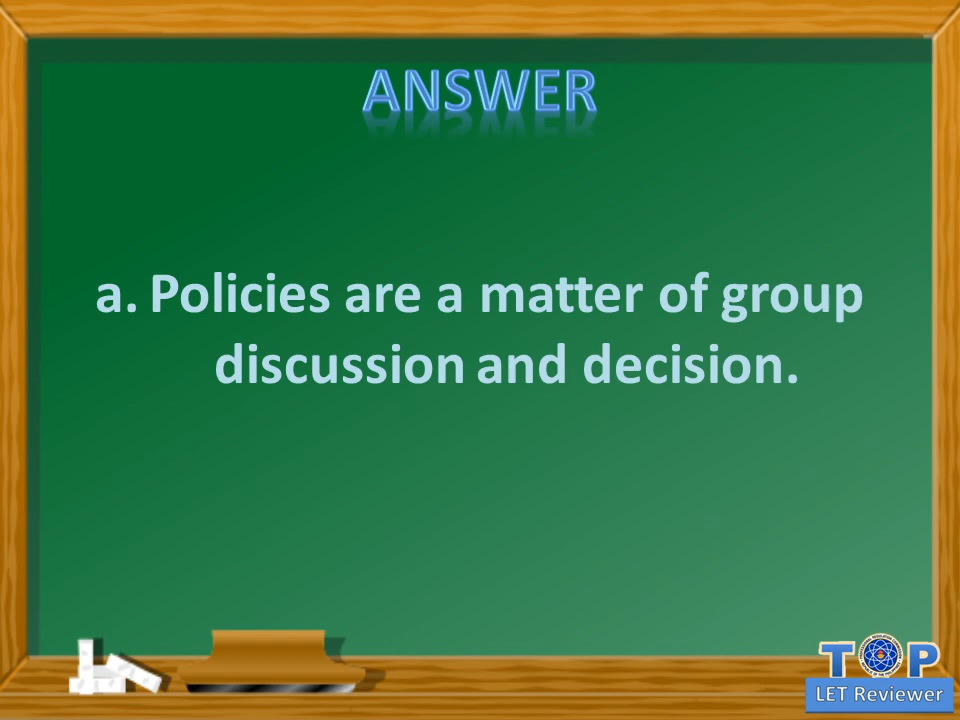 ANSWER
a. Policies are a matter of group
discussion and decision.
TOP
LET Reviewer